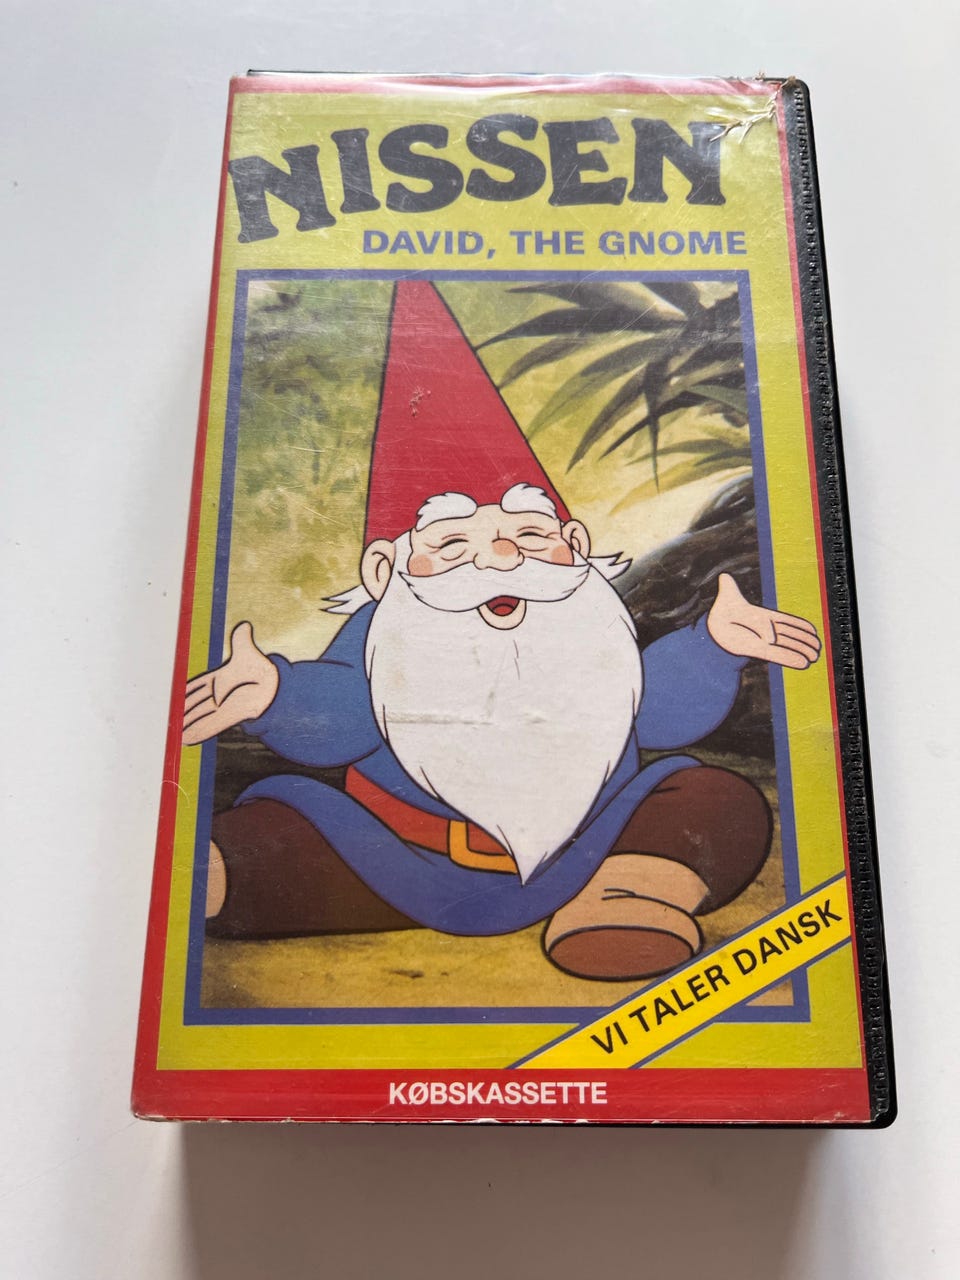 NISSEN
DAVID, THE GNOME
VI TALER DANSK
KØBSKASSETTE